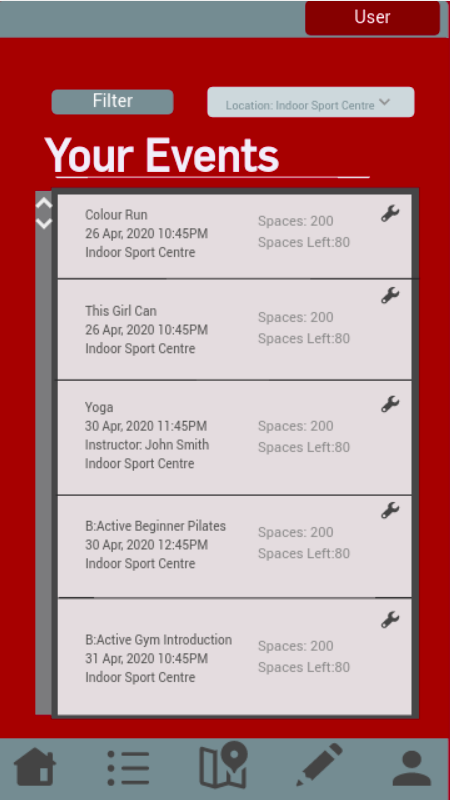 User
Filter
Location: Indoor Sport Centre
Your Events
Colour Run
26 Apr, 2020 10:45PM
Indoor Sport Centre
Spaces: 200
Spaces Left:80
This Girl Can
26 Apr, 2020 10:45PM
Indoor Sport Centre
Spaces: 200
Spaces Left:80
Yoga
30 Apr, 2020 11:45PM
Instructor: John Smith
Indoor Sport Centre
Spaces: 200
Spaces Left:80
B:Active Beginner Pilates
30 Apr, 2020 12:45PM
Indoor Sport Centre
Spaces: 200
Spaces Left:80
B:Active Gym Introduction
31 Apr, 2020 10:45PM
Indoor Sport Centre
Spaces: 200
Spaces Left:80